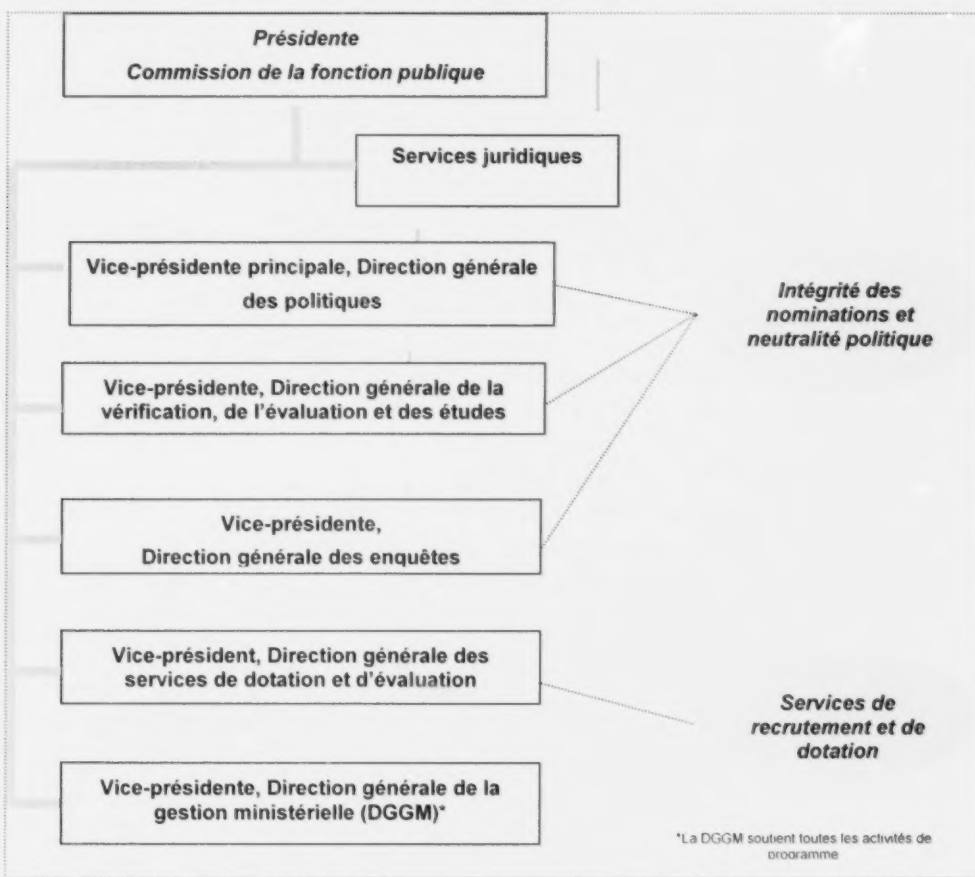 Présidente
Commission de la fonction publique
Services juridiques
Vice-présidente principale, Direction générale
des politiques
Intégrité des
nominations et
neutralité politique
Vice-présidente, Direction générale de la
vérification, de l'évaluation et des études
Vice-présidente,
Direction générale des enquêtes
Vice-président, Direction générale des
services de dotation et d'évaluation
Services de
recrutement et de
dotation
Vice-présidente, Direction générale de la
gestion ministérielle (DGGM)*
*La DGGM soutient toutes les activités de
programme